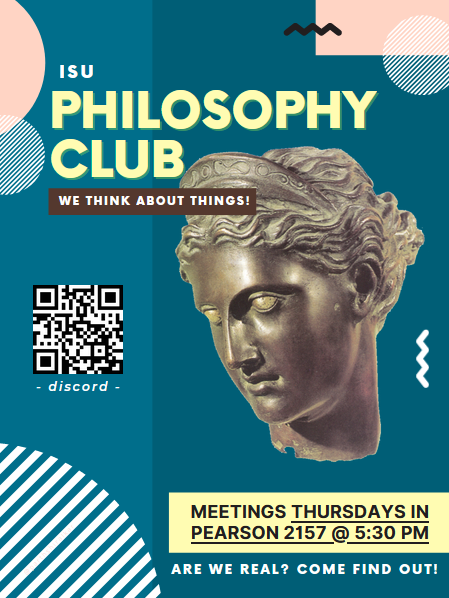 ISU
PHILOSOPHY
CLUB
WE THINK ABOUT THINGS!
- discord -
MEETINGS THURSDAYS IN
PEARSON 2157 @ 5:30 PM
ARE WE REAL? COME FIND OUT!